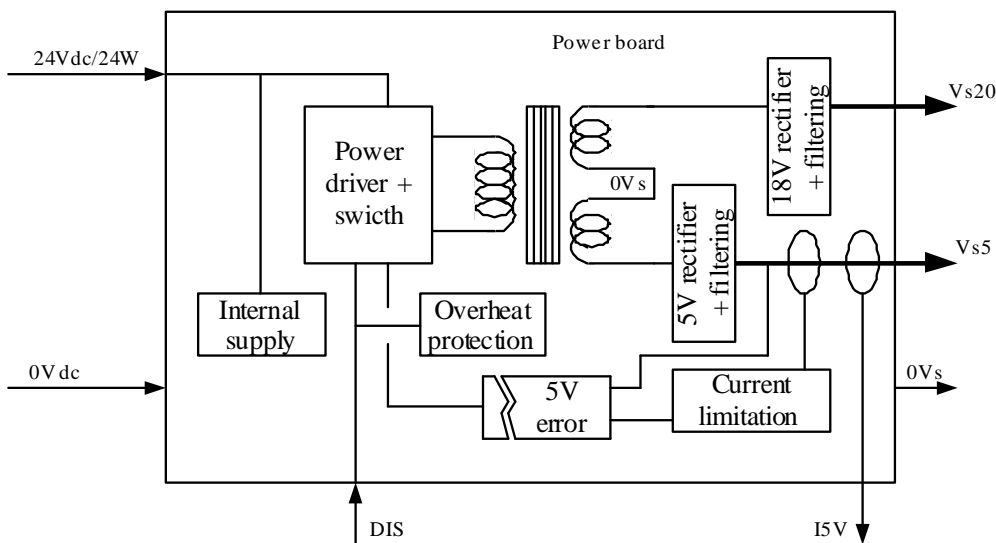 Power board
24Vdc/24W
Vs20
18V rectifier
+ filtering
Power
driver +
swicth
0Vs
5V rectifier
+ filtering
Vs5
Internal
supply
Overheat
protection
0Vdc
5V
error
Current
limitation
0Vs
DIS
I5V